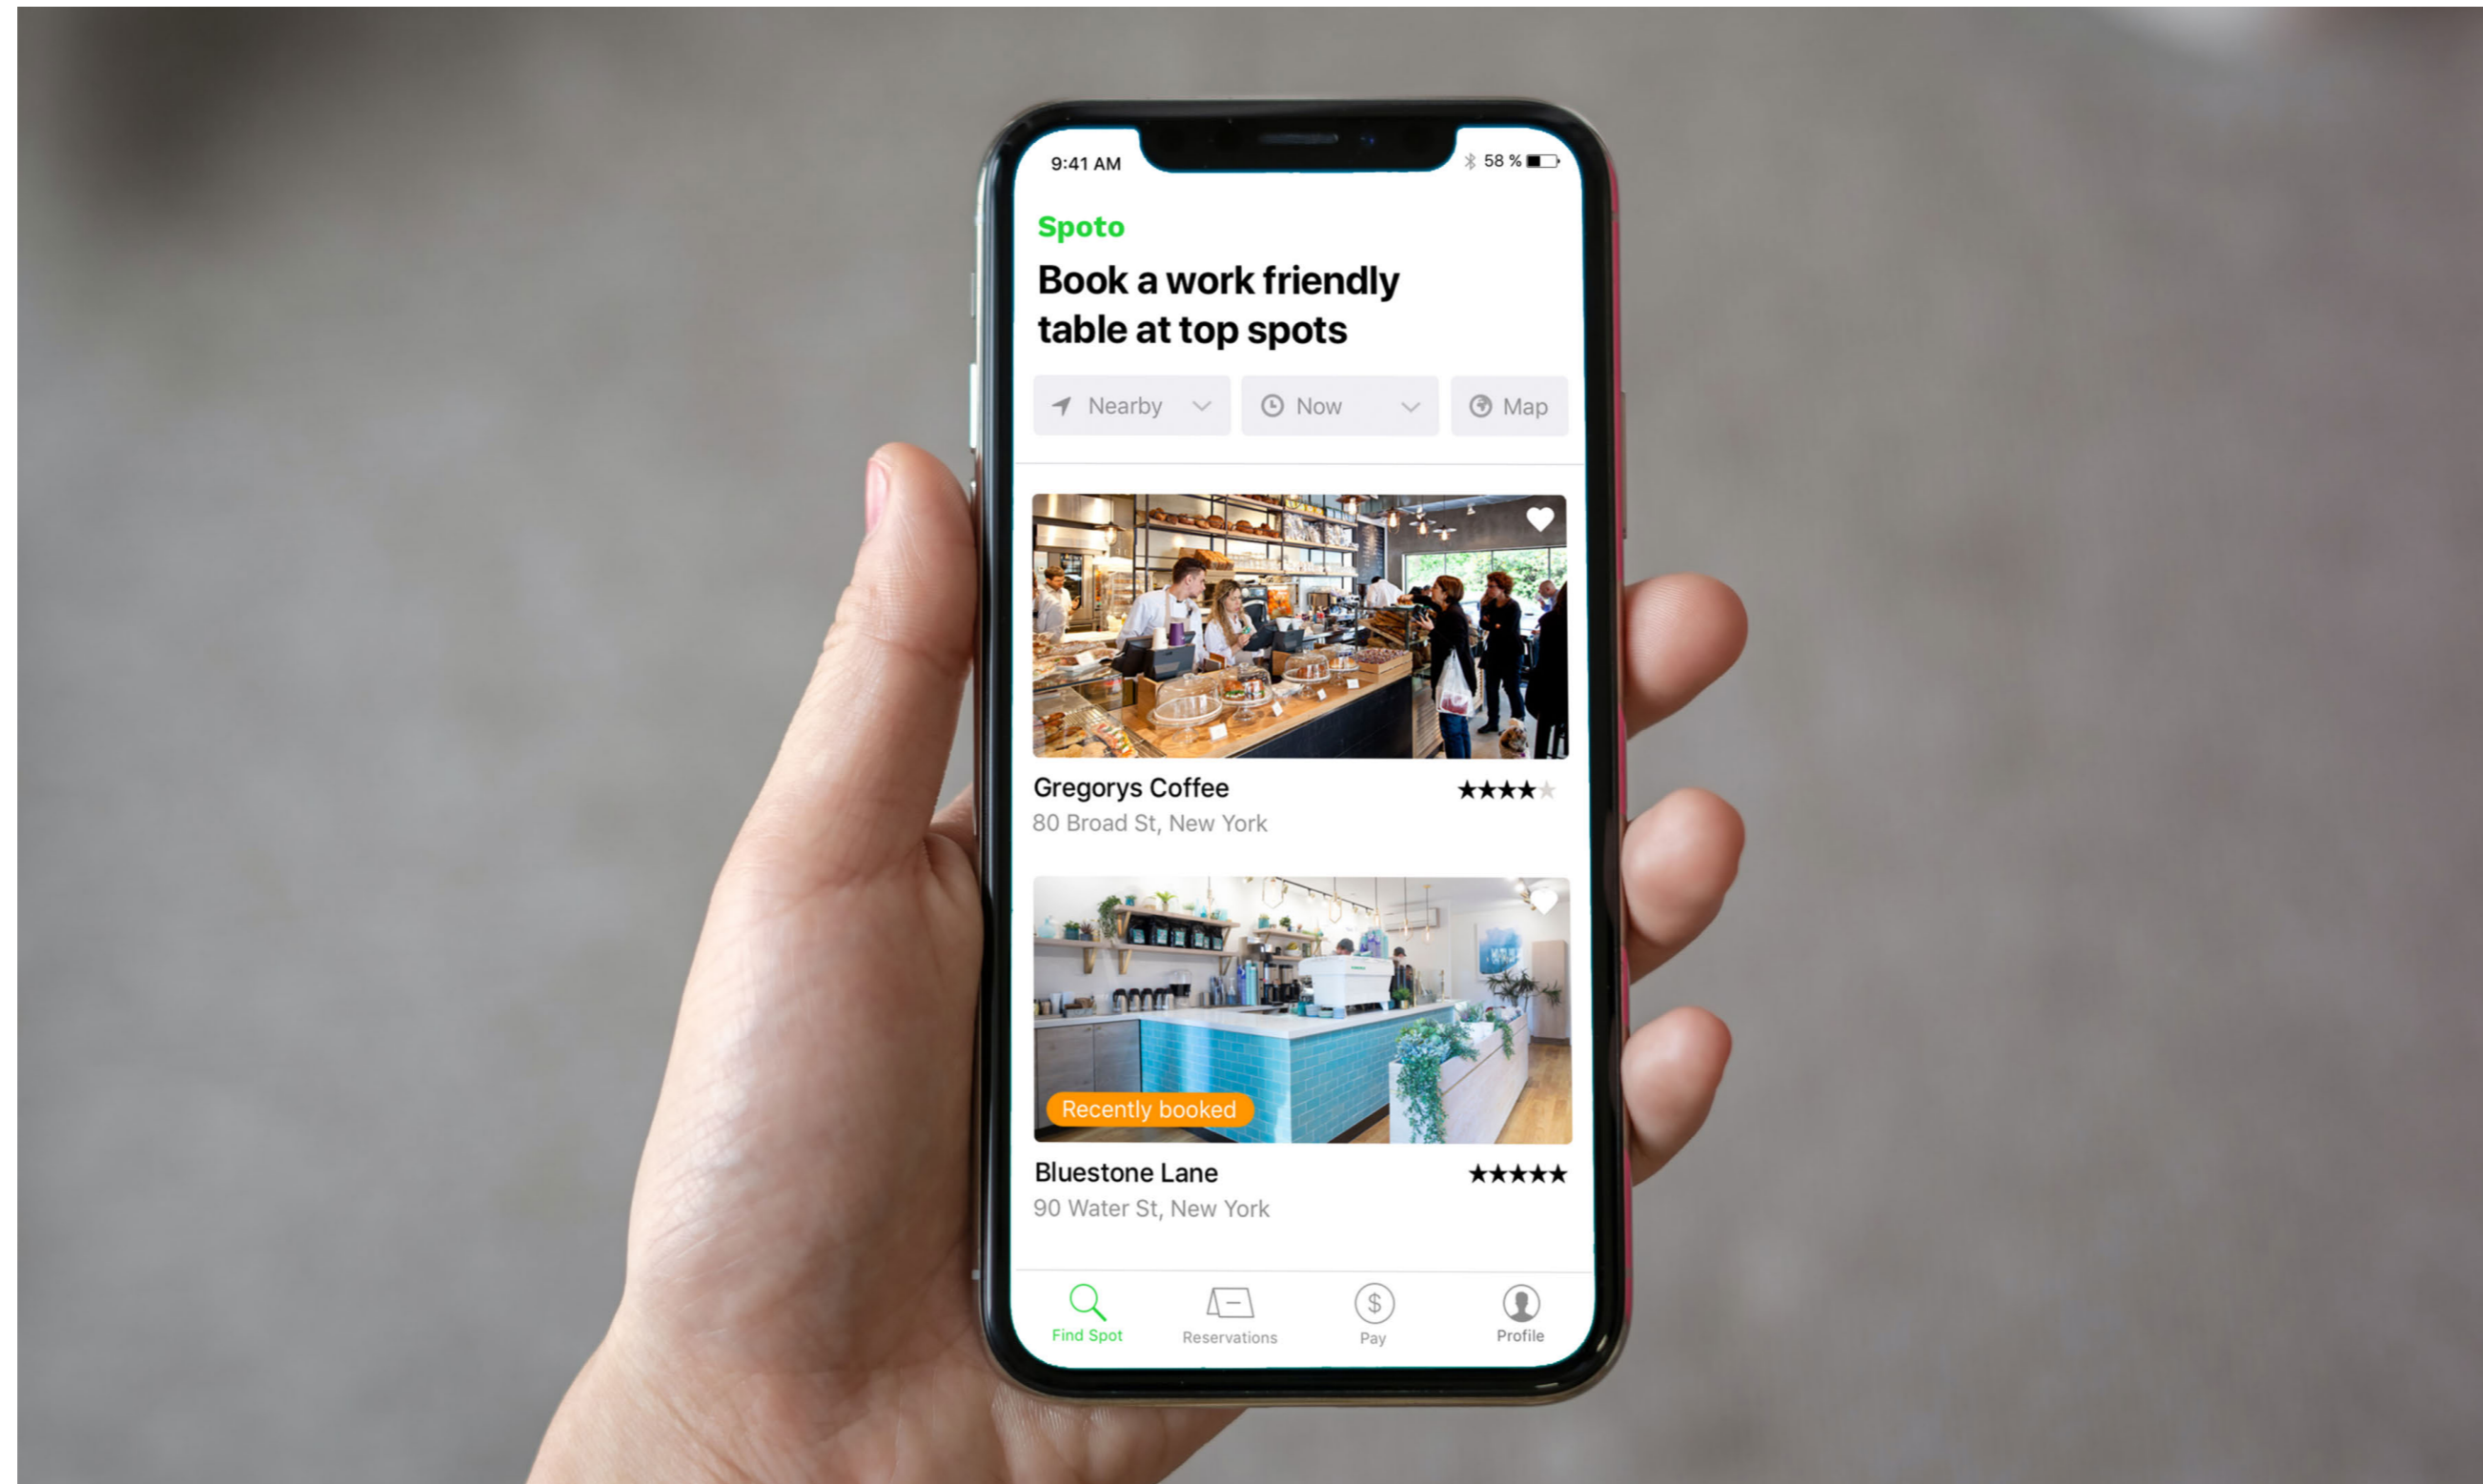 9:41 AM
58 %
Spoto
Book a work friendly
table at top spots
Nearby
Now
Map
Gregorys Coffee
80 Broad St, New York
Recently booked
Bluestone Lane
90 Water St, New York
Find Spot
Reservations
$
Pay
Profile